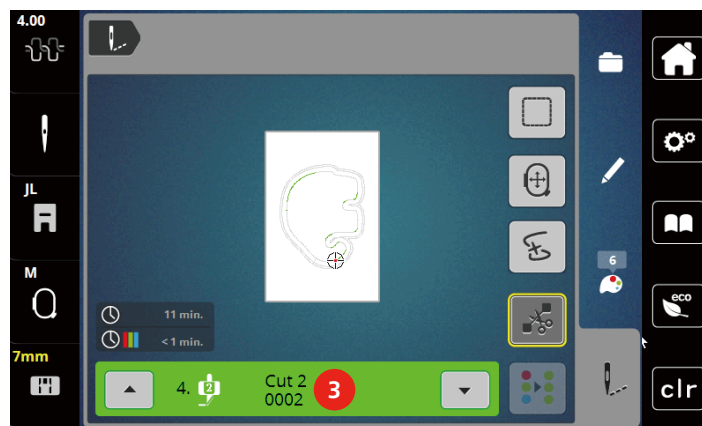 4.00
JL
M
7mm
11 min.
< 1 min.
4.
2
Cut 2
0002
3
6
eco
clr